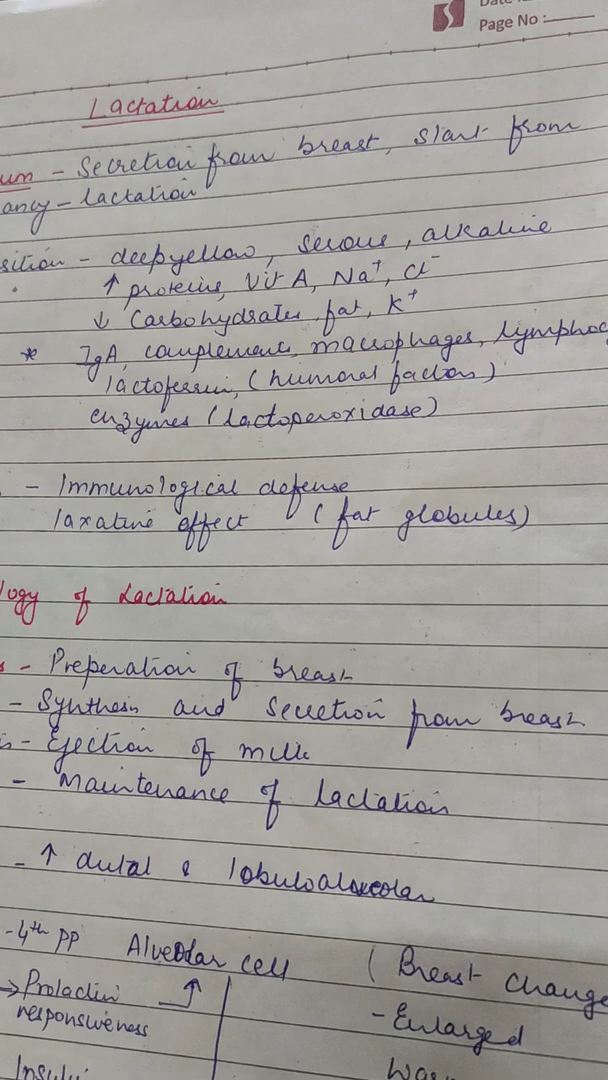 Page No :
Lactation
um - Secretion from breast, start from
ancy - lactation
sition - deep yellow, serous, alkaline
↑ proteins, Vit A, Na⁺, Cl⁻
↓ Carbohydrates, fat, K⁺
* IgA, complement, macrophages, lymphoc
lactoferrin, (humoral factors)
enzymes (lactoperoxidase)
- Immunological defense
laxative effect (fat globules)
logy of Lactation
s - Preparation of breast
- Synthesis and secretion from breast
is - Ejection of milk
- Maintenance of lactation
- ↑ ductal & lobuloalveolar
- 4th PP Alveolar cell (Breast change
→ Prolactin ↑ - Enlarged
responsiveness
Insuli War